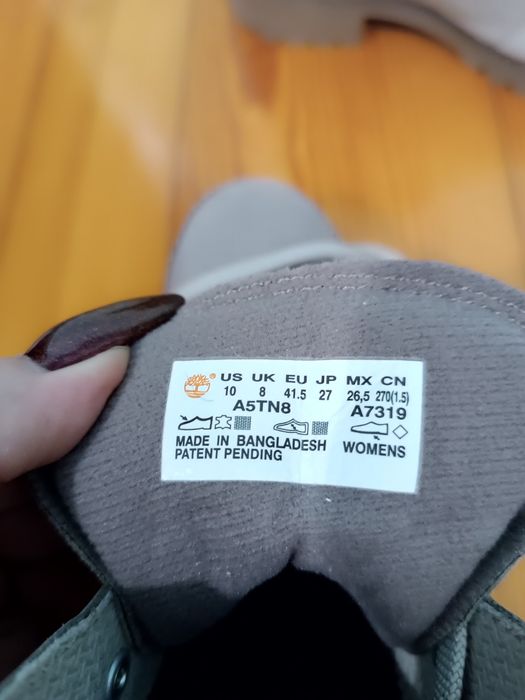 US UK EU JP MX CN
10 8 41.5 27 26,5 270(1.5)
A5TN8 A7319
MADE IN BANGLADESH
PATENT PENDING WOMENS